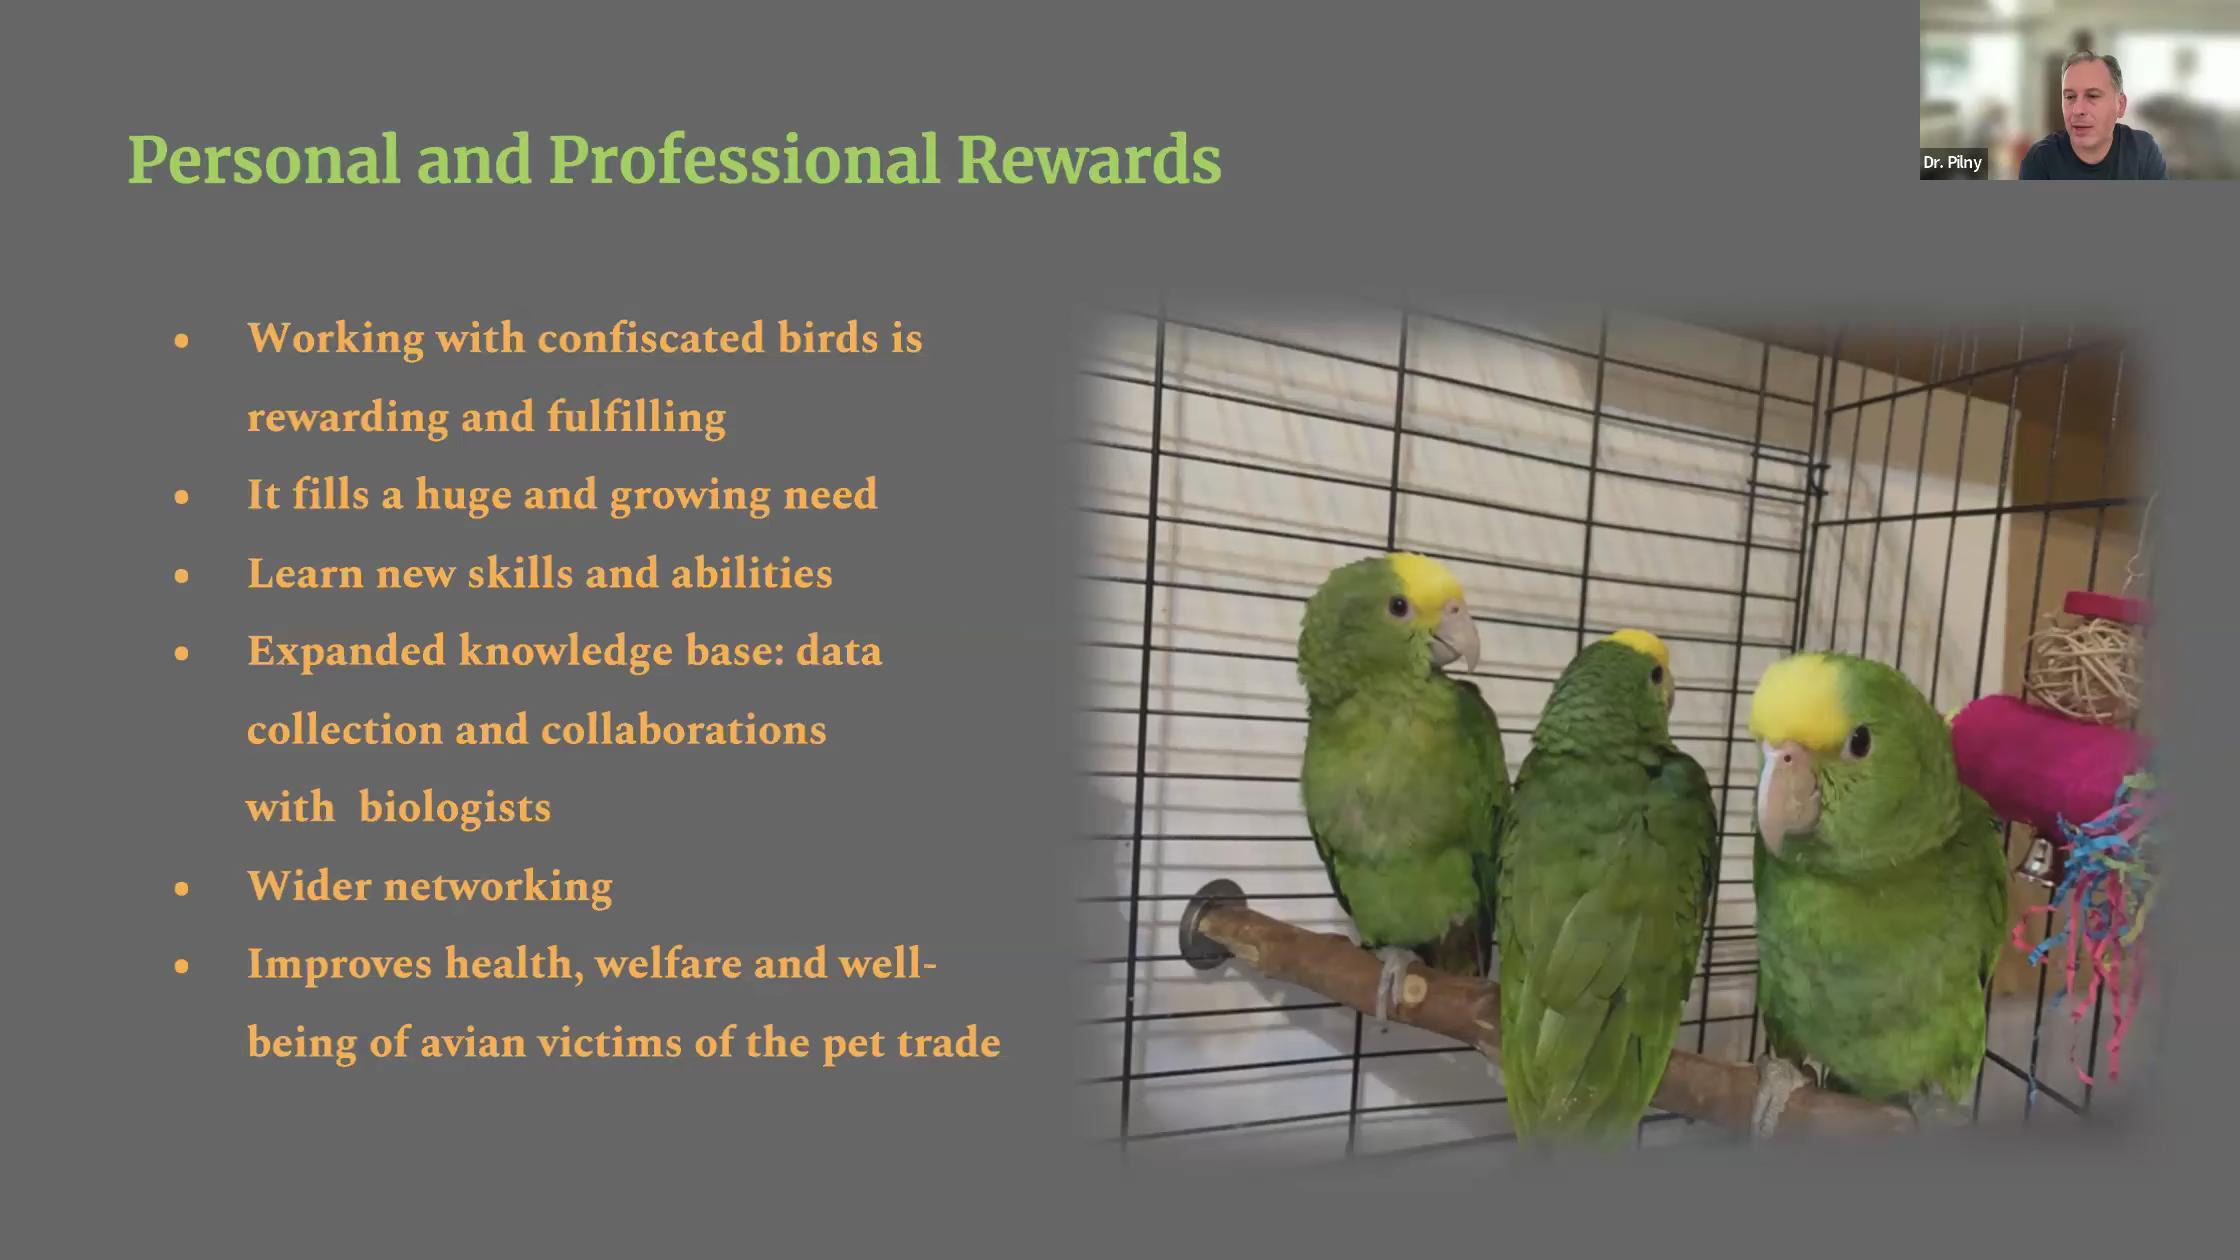 Personal and Professional Rewards
Dr. Pilny
• Working with confiscated birds is
rewarding and fulfilling
• It fills a huge and growing need
• Learn new skills and abilities
• Expanded knowledge base: data
collection and collaborations
with  biologists
• Wider networking
• Improves health, welfare and well-
being of avian victims of the pet trade